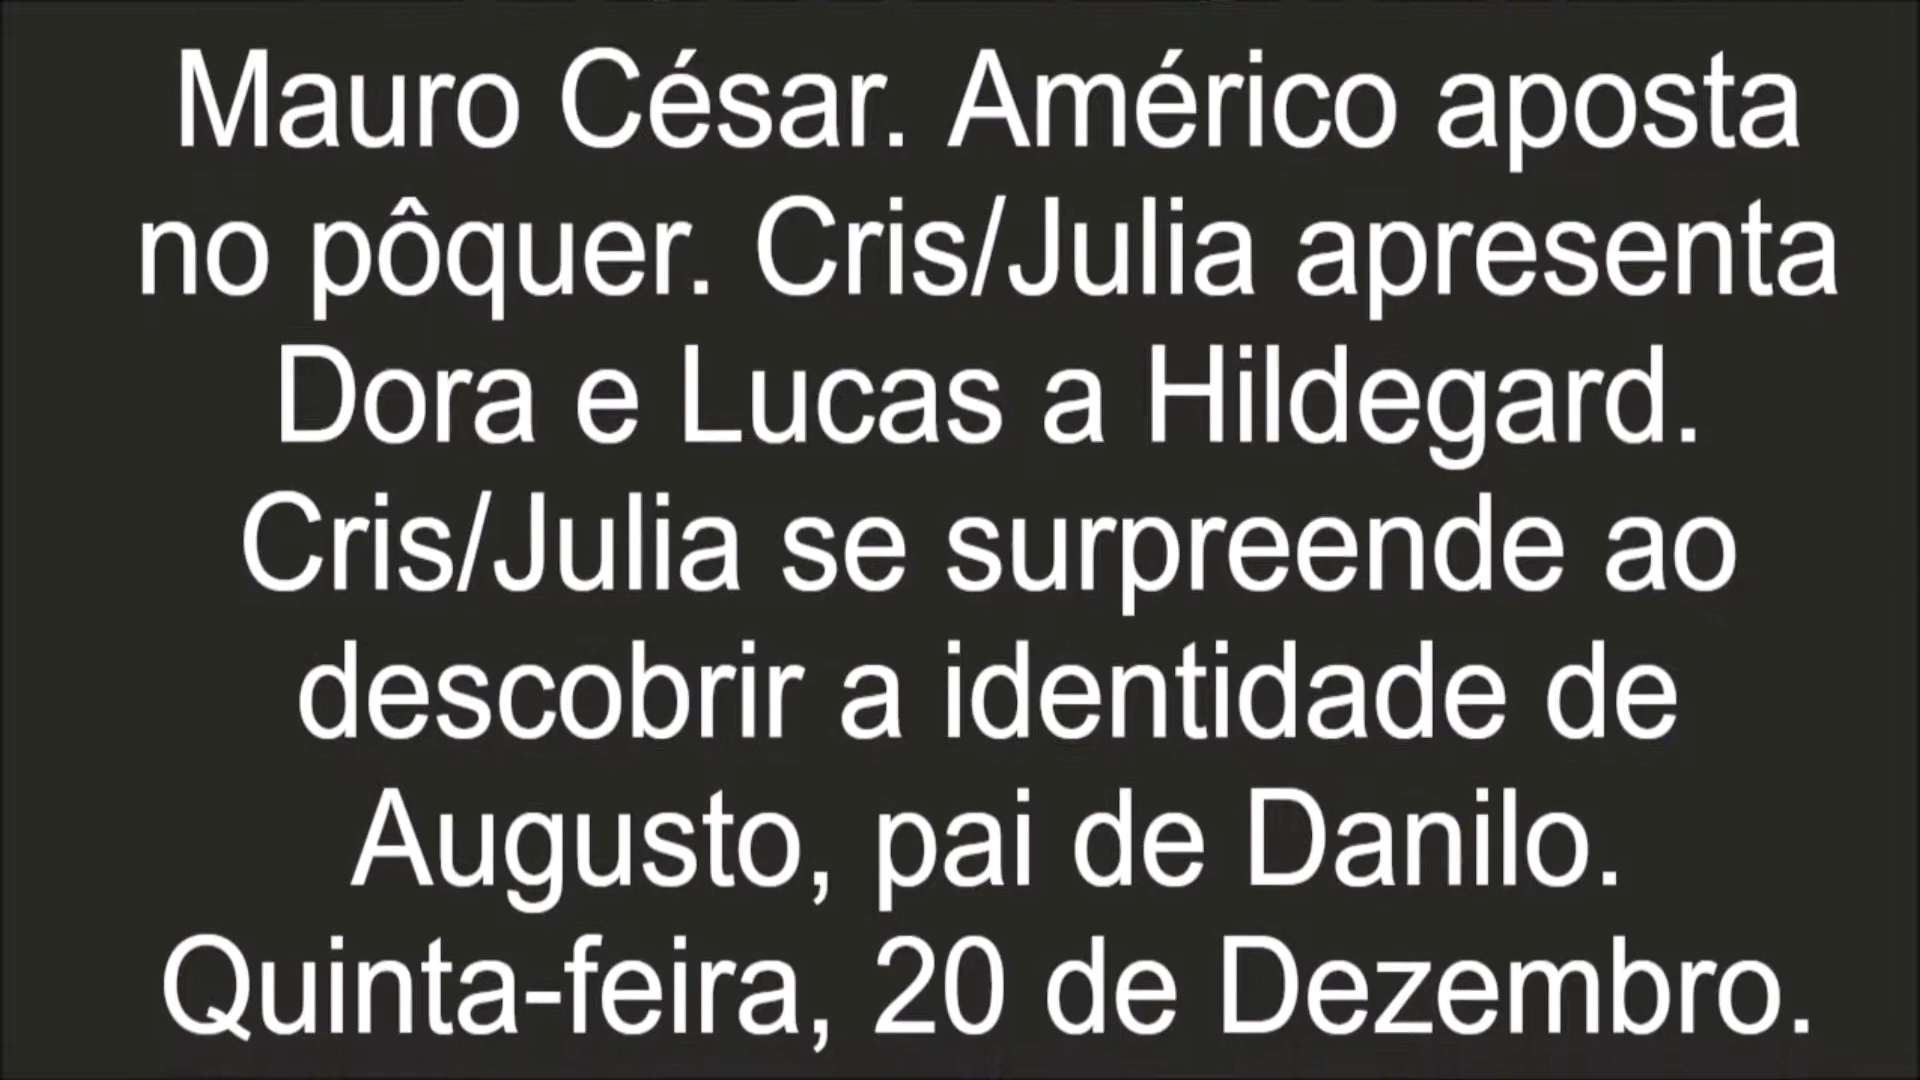 Mauro César. Américo aposta
no pôquer. Cris/Julia apresenta
Dora e Lucas a Hildegard.
Cris/Julia se surpreende ao
descobrir a identidade de
Augusto, pai de Danilo.
Quinta-feira, 20 de Dezembro.